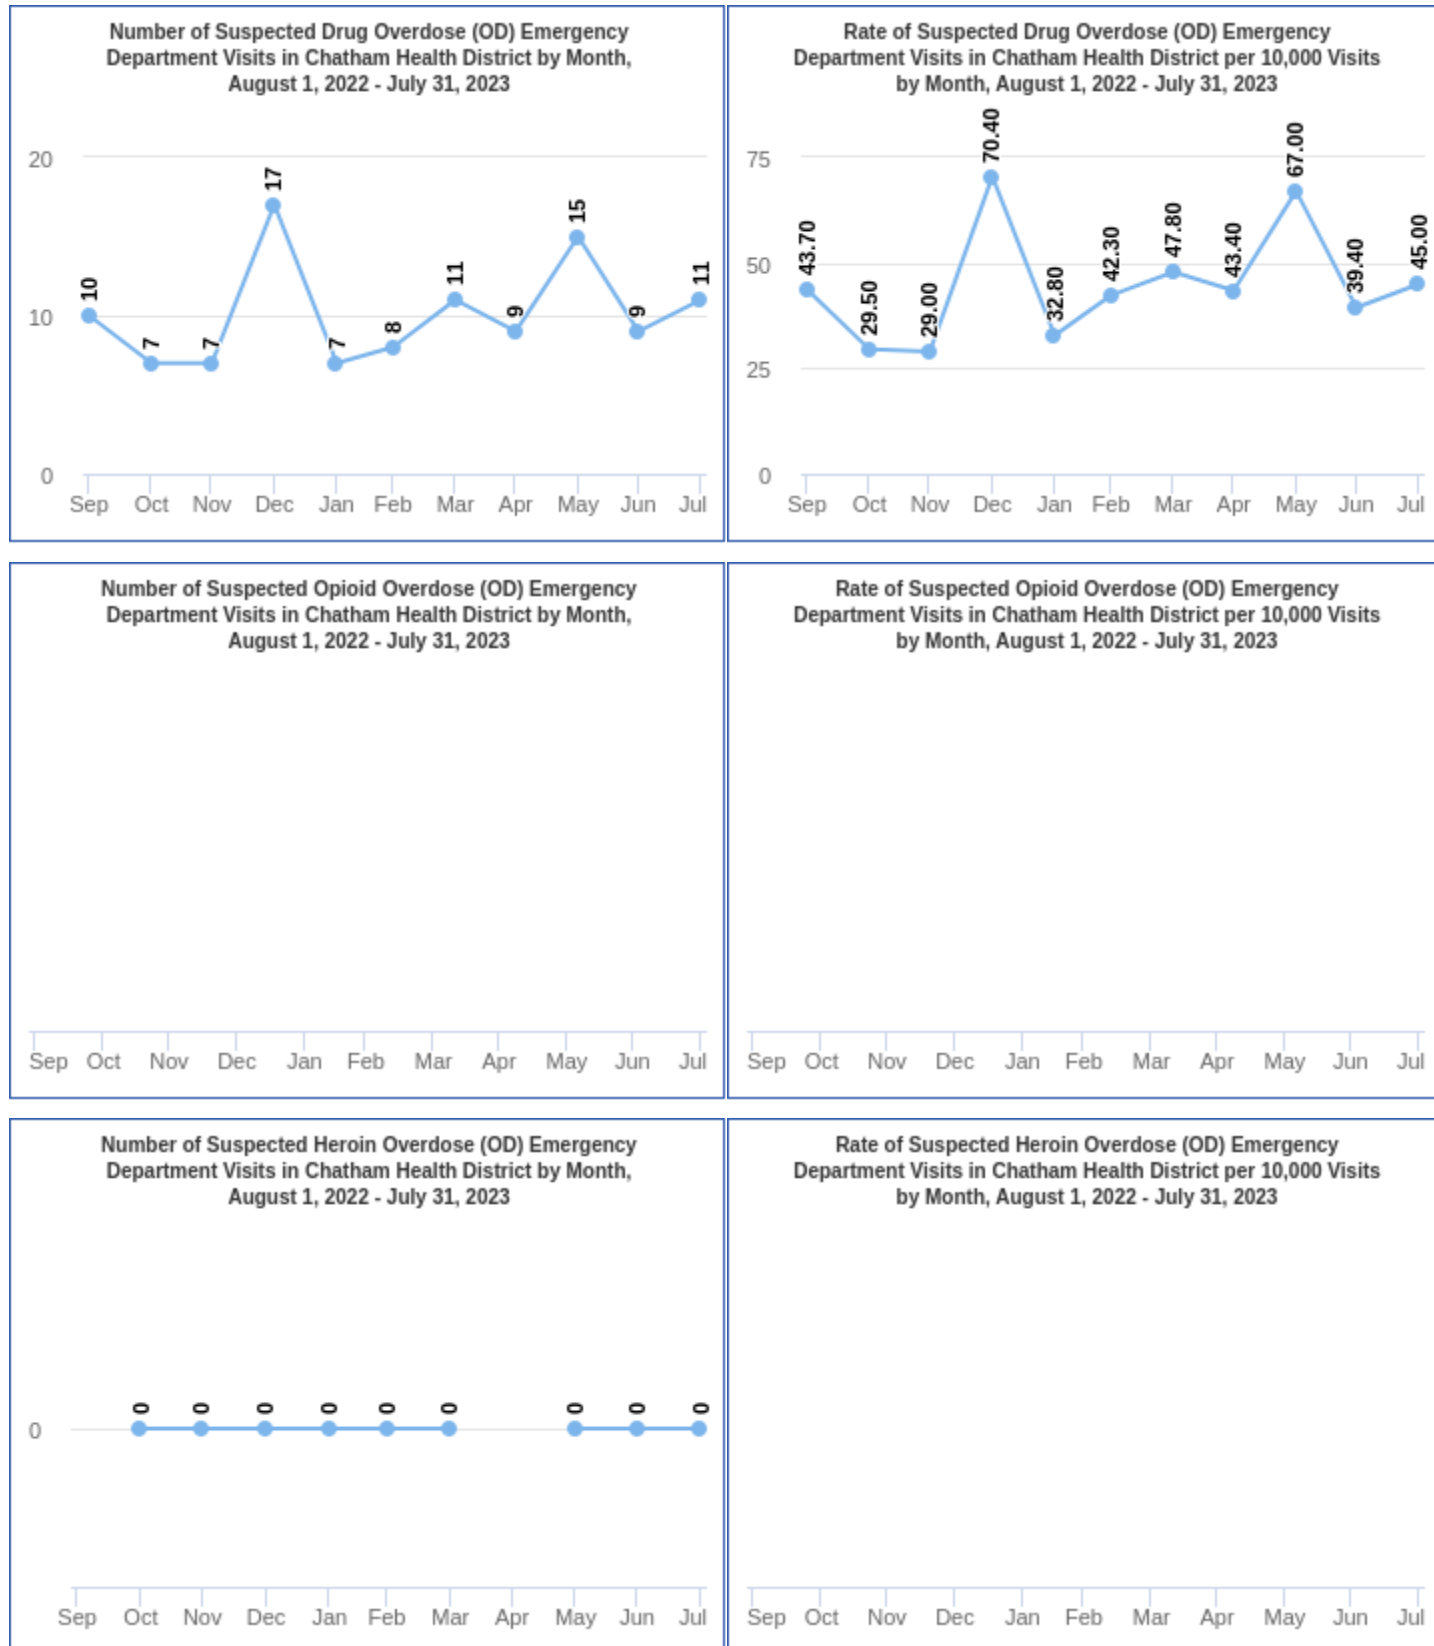 Number of Suspected Drug Overdose (OD) Emergency
Department Visits in Chatham Health District by Month,
August 1, 2022 - July 31, 2023
20
10
0
10
7
7
17
7
8
11
9
15
9
11
Sep Oct Nov Dec Jan Feb Mar Apr May Jun Jul
Rate of Suspected Drug Overdose (OD) Emergency
Department Visits in Chatham Health District per 10,000 Visits
by Month, August 1, 2022 - July 31, 2023
75
50
25
0
43.70
29.50
29.00
70.40
32.80
42.30
47.80
43.40
67.00
39.40
45.00
Sep Oct Nov Dec Jan Feb Mar Apr May Jun Jul
Number of Suspected Opioid Overdose (OD) Emergency
Department Visits in Chatham Health District by Month,
August 1, 2022 - July 31, 2023
Sep Oct Nov Dec Jan Feb Mar Apr May Jun Jul
Rate of Suspected Opioid Overdose (OD) Emergency
Department Visits in Chatham Health District per 10,000 Visits
by Month, August 1, 2022 - July 31, 2023
Sep Oct Nov Dec Jan Feb Mar Apr May Jun Jul
Number of Suspected Heroin Overdose (OD) Emergency
Department Visits in Chatham Health District by Month,
August 1, 2022 - July 31, 2023
0
0
0
0
0
0
0
0
0
0
Sep Oct Nov Dec Jan Feb Mar Apr May Jun Jul
Rate of Suspected Heroin Overdose (OD) Emergency
Department Visits in Chatham Health District per 10,000 Visits
by Month, August 1, 2022 - July 31, 2023
Sep Oct Nov Dec Jan Feb Mar Apr May Jun Jul